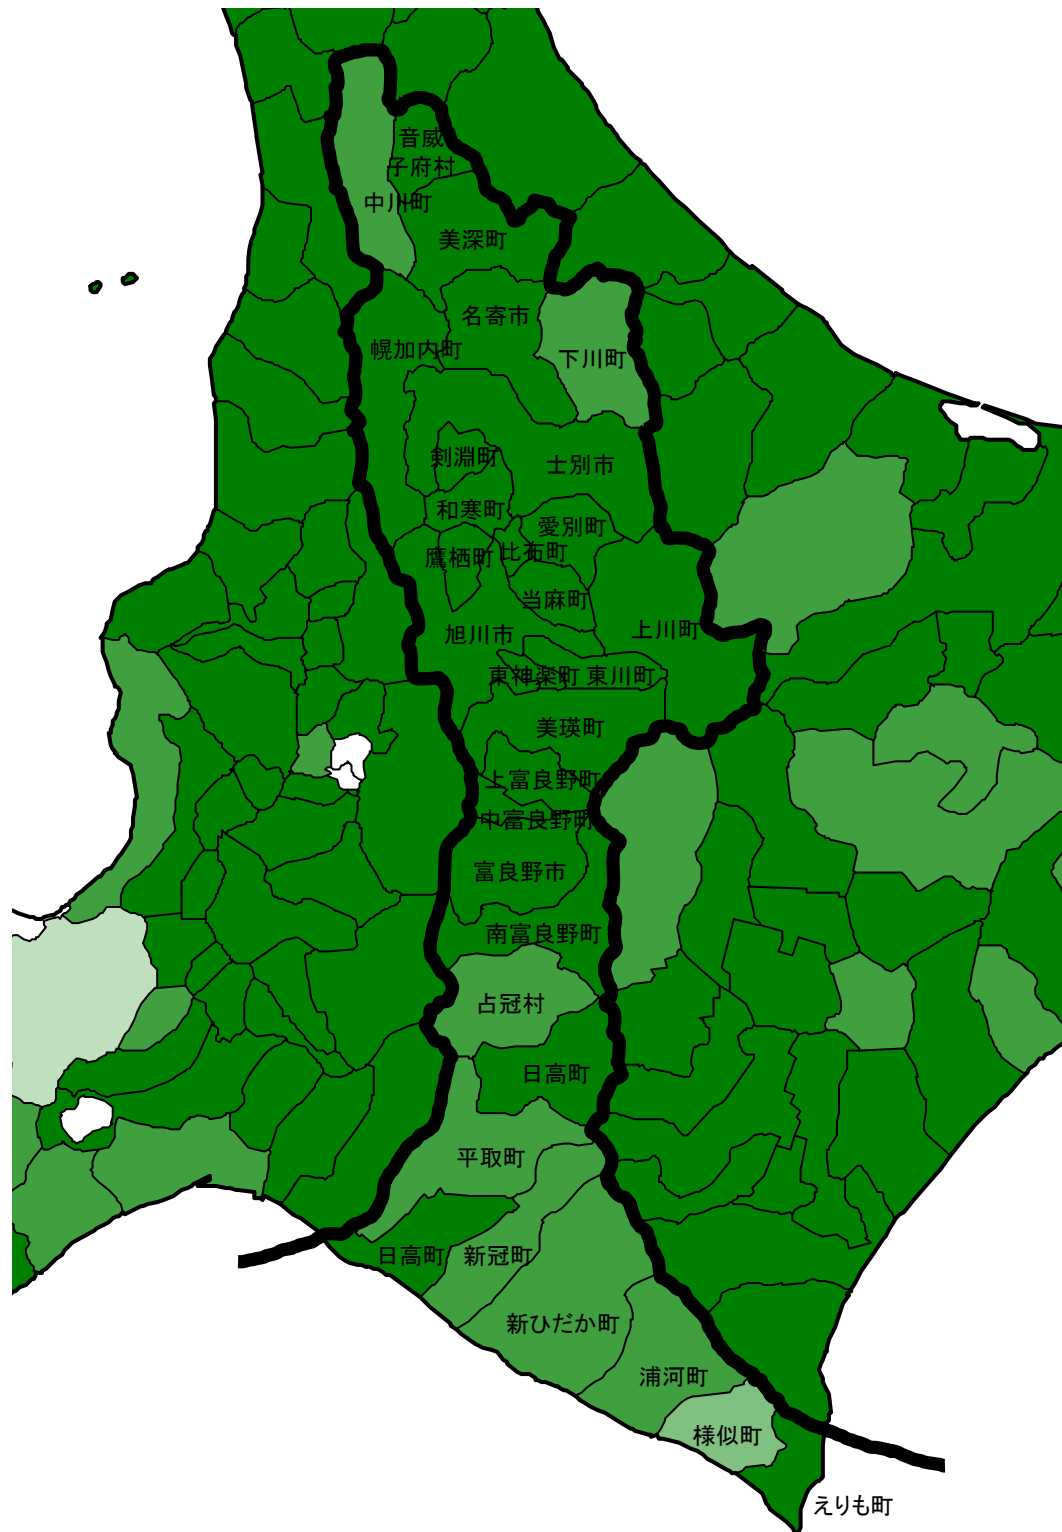 音威
子府村
中川町
美深町
名寄市
幌加内町
下川町
剣淵町
士別市
和寒町
愛別町
鷹栖町
比布町
当麻町
旭川市
上川町
東神楽町
東川町
美瑛町
上富良野町
中富良野町
富良野市
南富良野町
占冠村
日高町
平取町
日高町
新冠町
新ひだか町
浦河町
様似町
えりも町